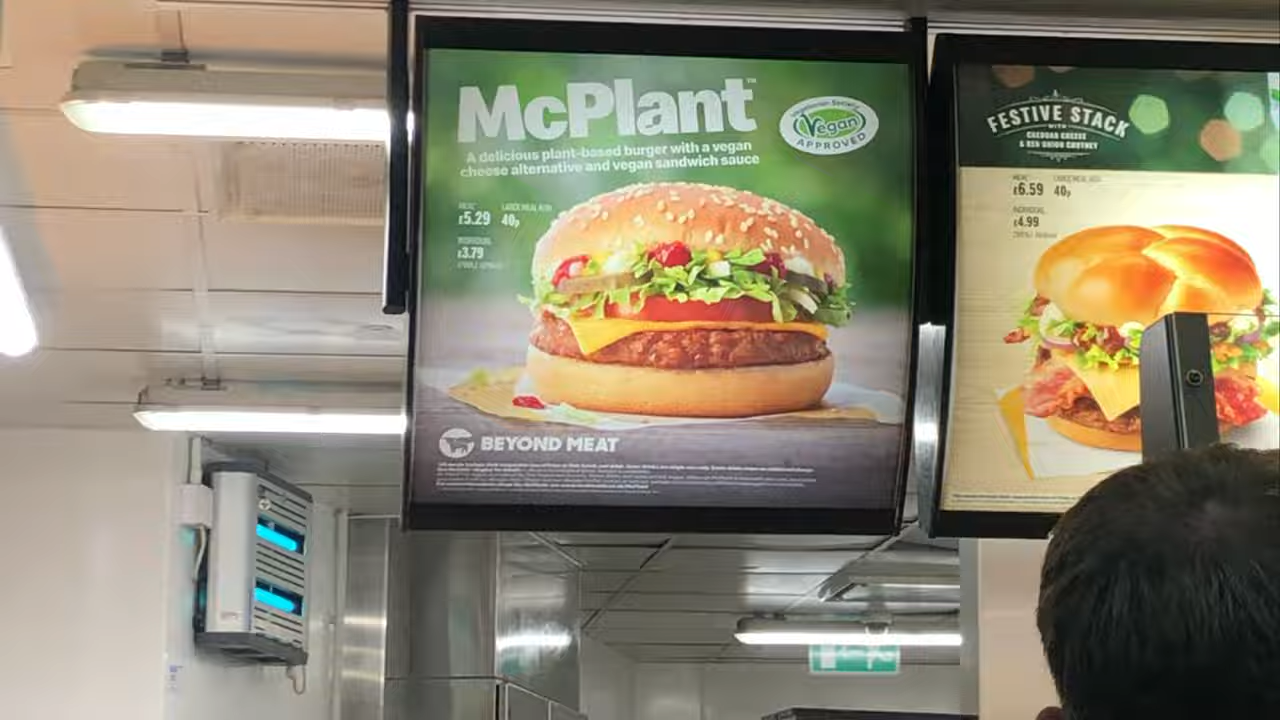 McPlant™
A delicious plant-based burger with a vegan
cheese alternative and vegan sandwich sauce
Vegetarian Society
Vegan
APPROVED
MEAL
£5.29
LARGE MEAL ADD
40p
INDIVIDUAL
£3.79
BEYOND MEAT
FESTIVE STACK
WITH
CHEDDAR CHEESE
& RED ONION CHUTNEY
MEAL
£6.59
LARGE MEAL ADD
40p
INDIVIDUAL
£4.99